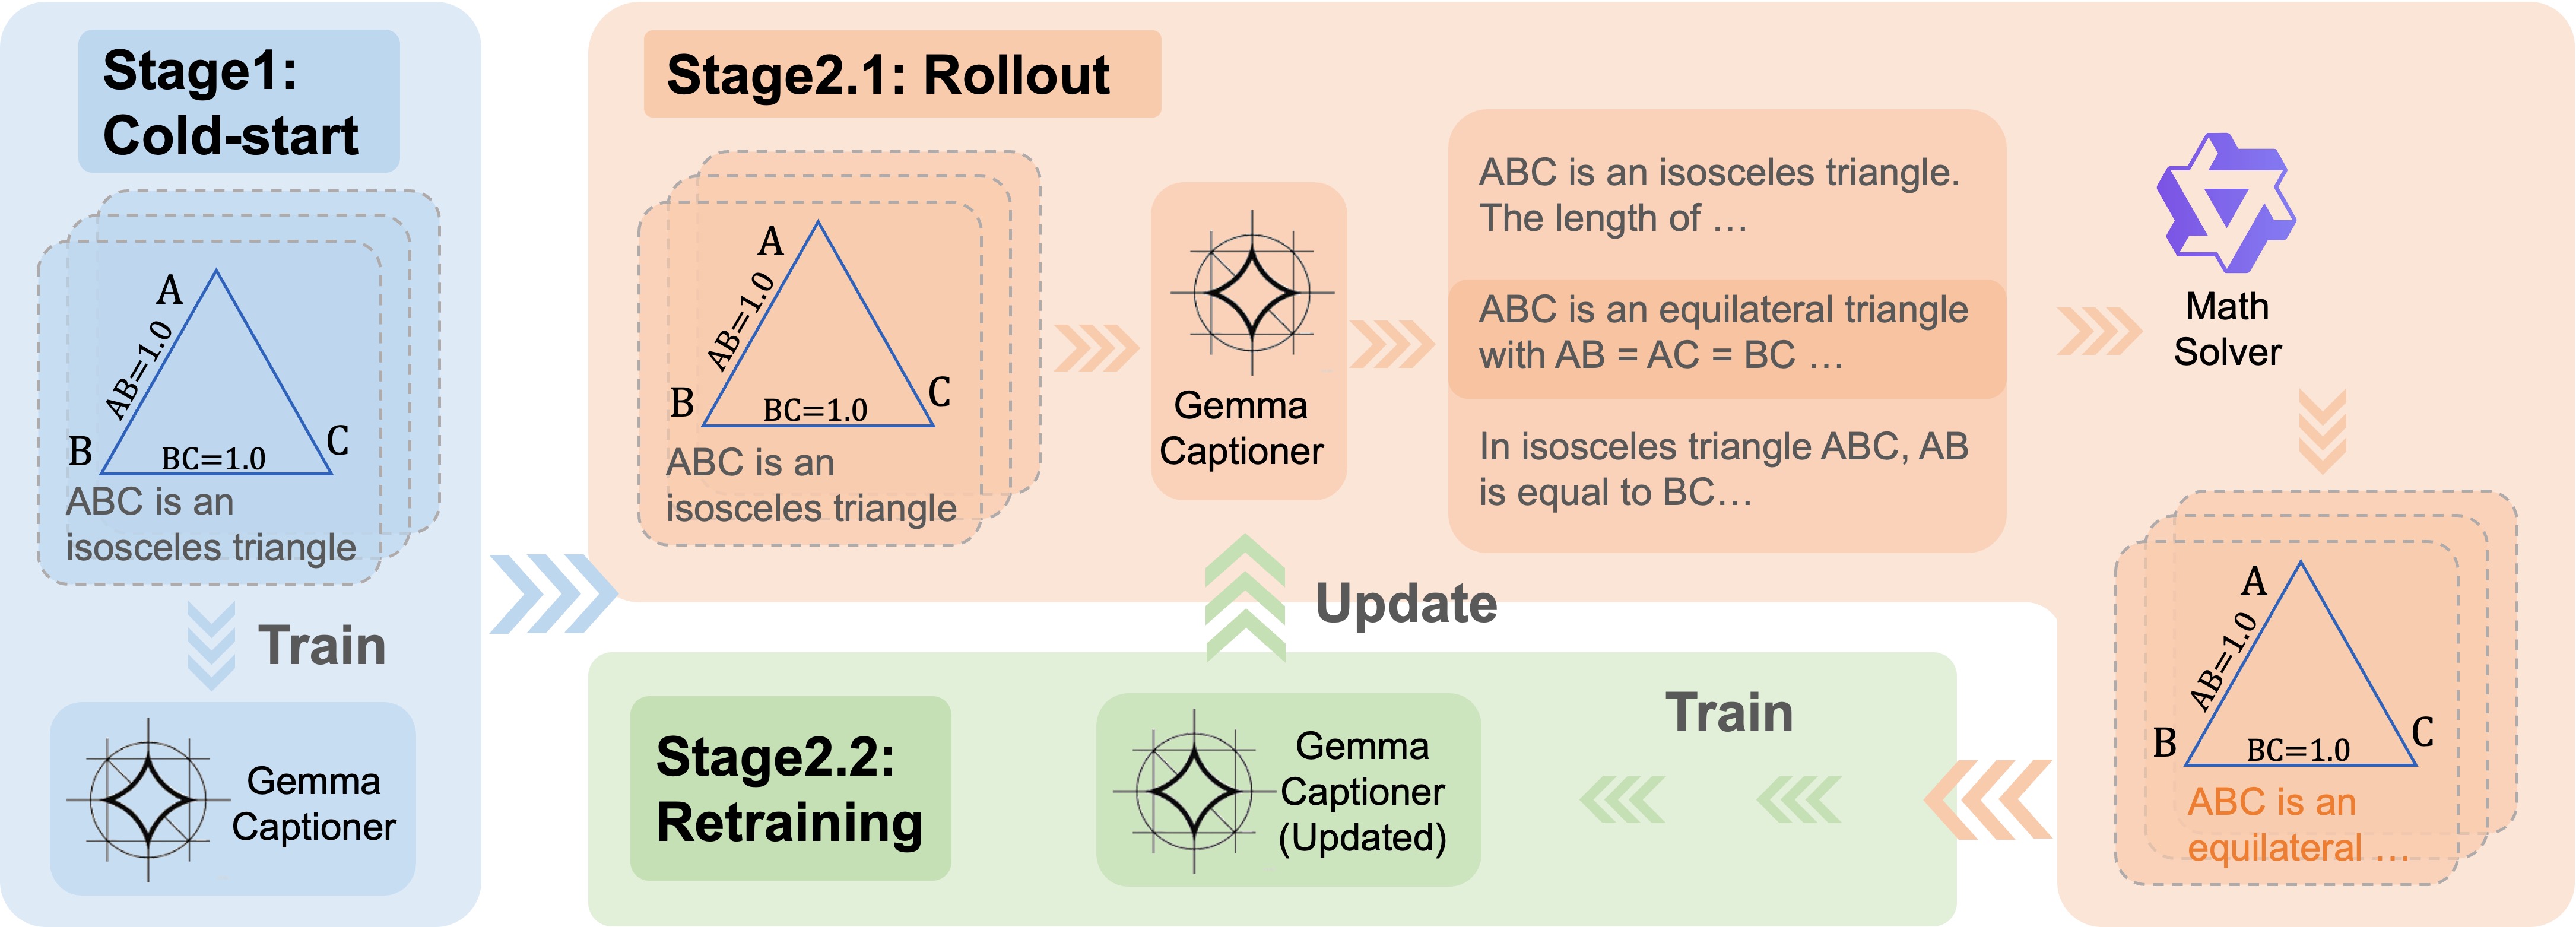 Stage1:
Cold-start
A
AB=1.0
B
C
BC=1.0
ABC is an
isosceles triangle
Train
Gemma
Captioner
Stage2.1: Rollout
A
AB=1.0
B
C
BC=1.0
ABC is an
isosceles triangle
Gemma
Captioner
ABC is an isosceles triangle.
The length of …
ABC is an equilateral triangle
with AB = AC = BC …
In isosceles triangle ABC, AB
is equal to BC…
Math
Solver
A
AB=1.0
B
C
BC=1.0
ABC is an
equilateral …
Stage2.2:
Retraining
Train
Gemma
Captioner
(Updated)
Update